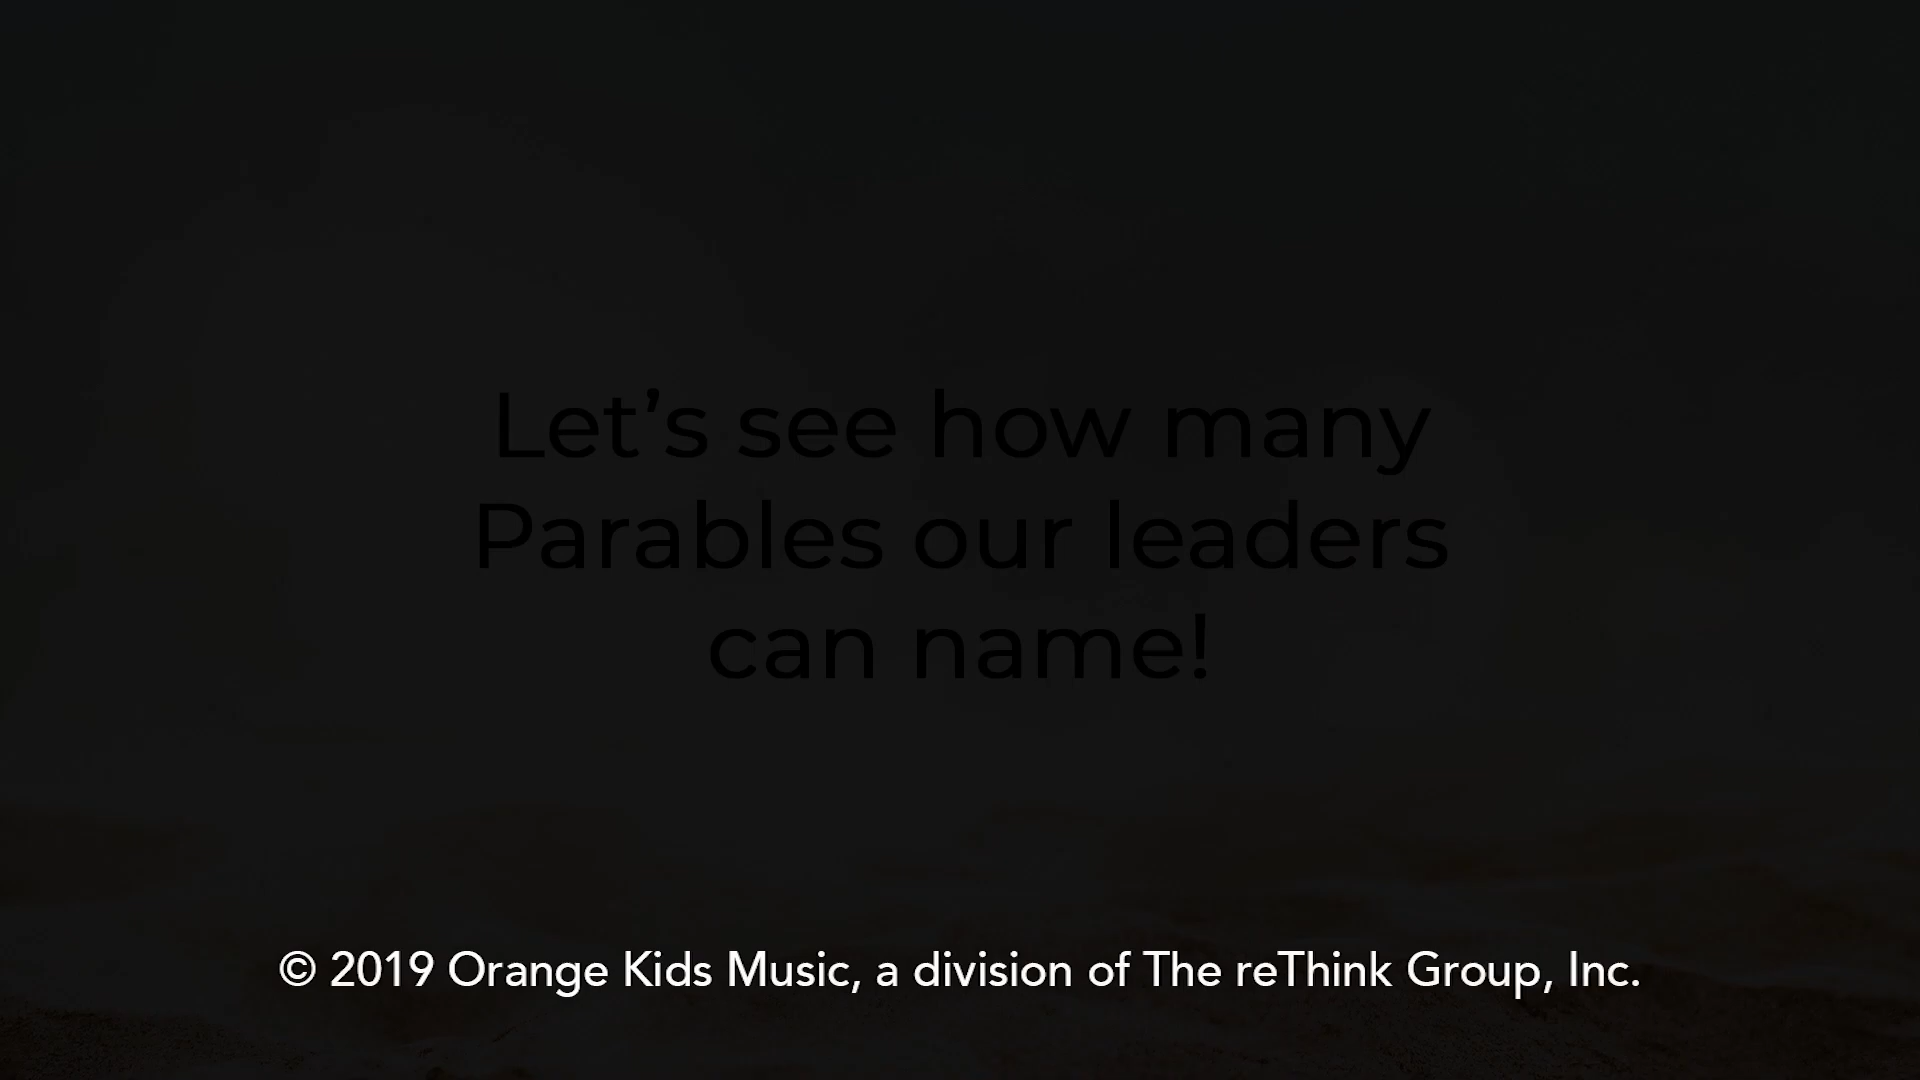 Let’s see how many
Parables our leaders
can name!
© 2019 Orange Kids Music, a division of The reThink Group, Inc.